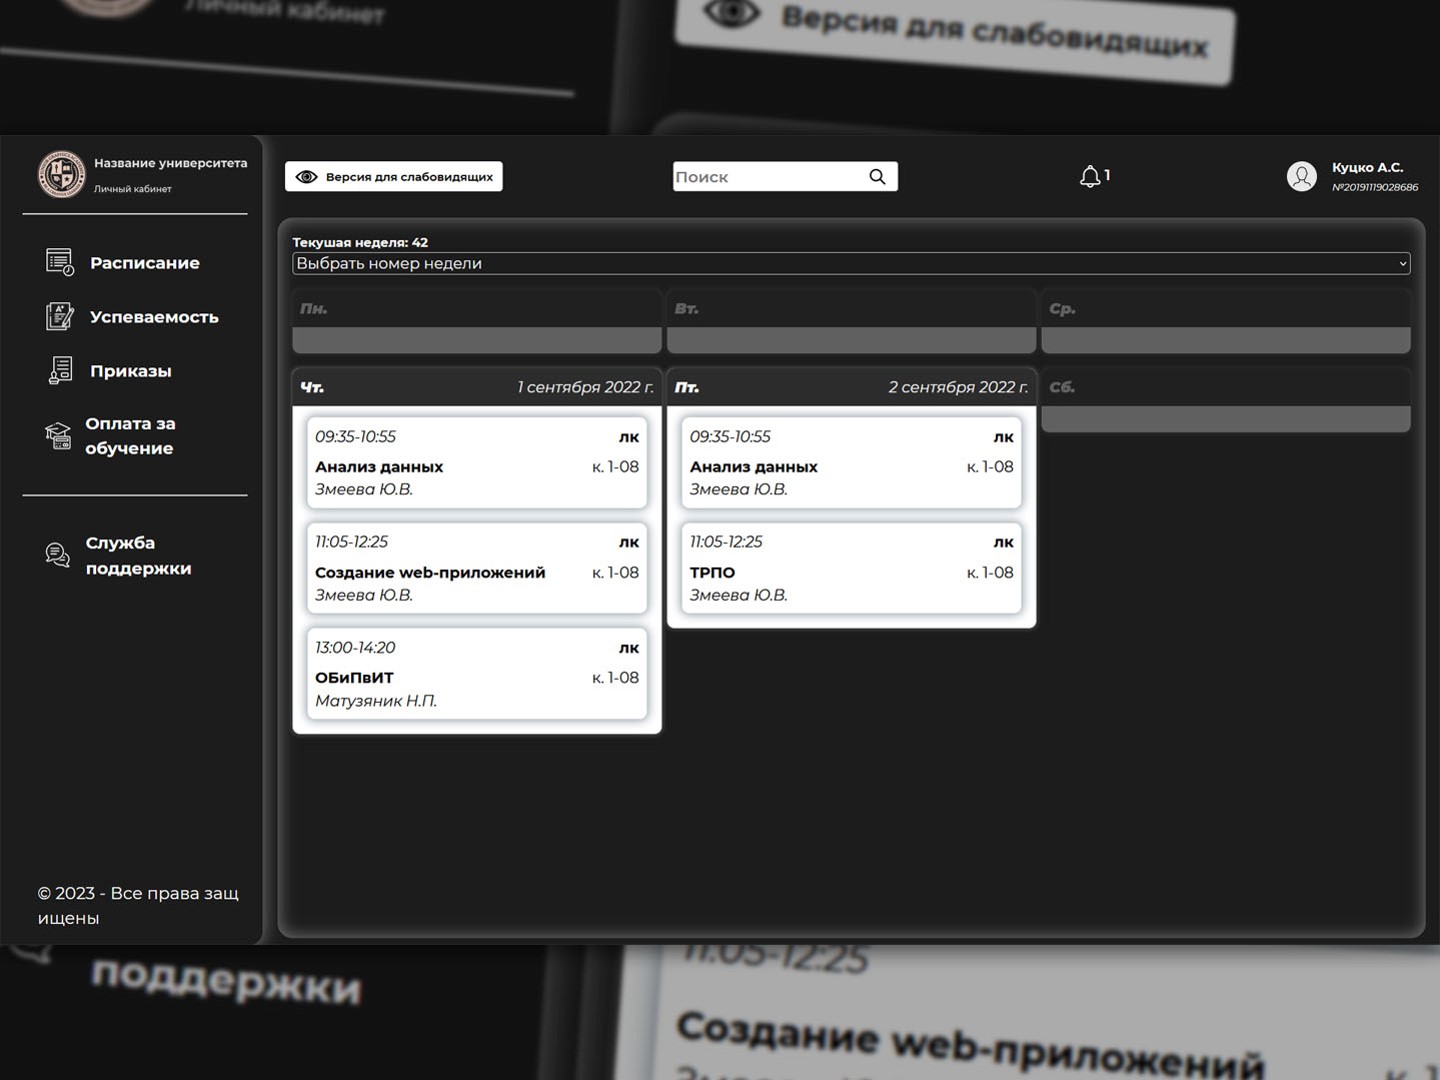 Личный кабинет
Версия для слабовидящих
Название университета
Личный кабинет
Версия для слабовидящих
Поиск
1
Куцко А.С.
№20191119028686
Расписание
Успеваемость
Приказы
Оплата за
обучение
Служба
поддержки
© 2023 - Все права защ
ищены
Текушая неделя: 42
Выбрать номер недели
Пн.
Вт.
Ср.
Чт. 1 сентября 2022 г.
09:35-10:55 лк
Анализ данных к. 1-08
Змеева Ю.В.
11:05-12:25 лк
Создание web-приложений к. 1-08
Змеева Ю.В.
13:00-14:20 лк
ОБиПвИТ к. 1-08
Матузяник Н.П.
Пт. 2 сентября 2022 г.
09:35-10:55 лк
Анализ данных к. 1-08
Змеева Ю.В.
11:05-12:25 лк
ТРПО к. 1-08
Змеева Ю.В.
Сб.
поддержки
11:05-12:25
Создание web-приложений